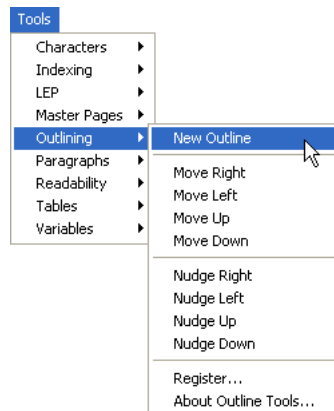 Tools
Characters
Indexing
LEP
Master Pages
Outlining
Paragraphs
Readability
Tables
Variables
New Outline
Move Right
Move Left
Move Up
Move Down
Nudge Right
Nudge Left
Nudge Up
Nudge Down
Register...
About Outline Tools...